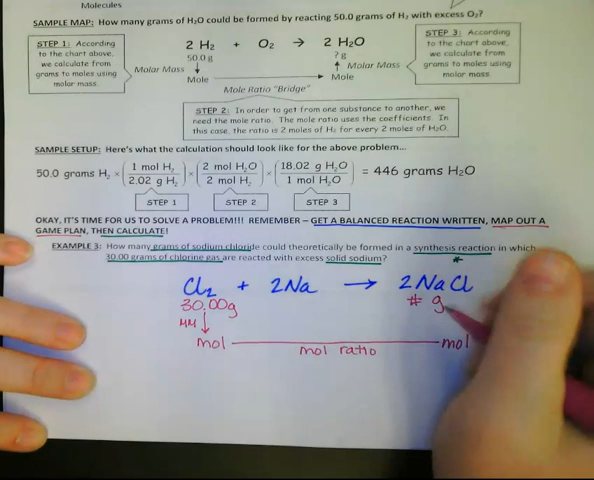 Molecules
SAMPLE MAP: How many grams of H₂O could be formed by reacting 50.0 grams of H₂ with excess O₂?
STEP 1: According to the chart above, we calculate from grams to moles using molar mass.
2 H₂ + O₂ → 2 H₂O
50.0 g ? g
Molar Mass ↓ ↑ Molar Mass
Mole → Mole
Mole Ratio "Bridge"
STEP 3: According to the chart above, we calculate from grams to moles using molar mass.
STEP 2: In order to get from one substance to another, we
need the mole ratio. The mole ratio uses the coefficients. In
this case, the ratio is 2 moles of H₂ for every 2 moles of H₂O.
SAMPLE SETUP: Here's what the calculation should look like for the above problem...
50.0 grams H₂ × (1 mol H₂ / 2.02 g H₂) × (2 mol H₂O / 2 mol H₂) × (18.02 g H₂O / 1 mol H₂O) = 446 grams H₂O
STEP 1 STEP 2 STEP 3
OKAY, IT'S TIME FOR US TO SOLVE A PROBLEM!!! REMEMBER – GET A BALANCED REACTION WRITTEN, MAP OUT A
GAME PLAN, THEN CALCULATE!
EXAMPLE 3: How many grams of sodium chloride could theoretically be formed in a synthesis reaction in which
30.00 grams of chlorine gas are reacted with excess solid sodium? *
Cl₂ + 2Na → 2NaCl
30.00g # g
MM ↓
mol mol ratio mol